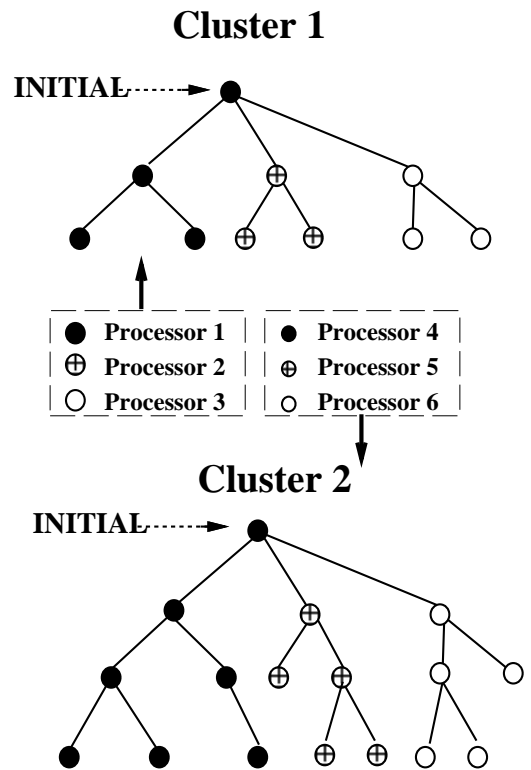 Cluster 1
INITIAL
Processor 1
Processor 2
Processor 3
Processor 4
Processor 5
Processor 6
Cluster 2
INITIAL